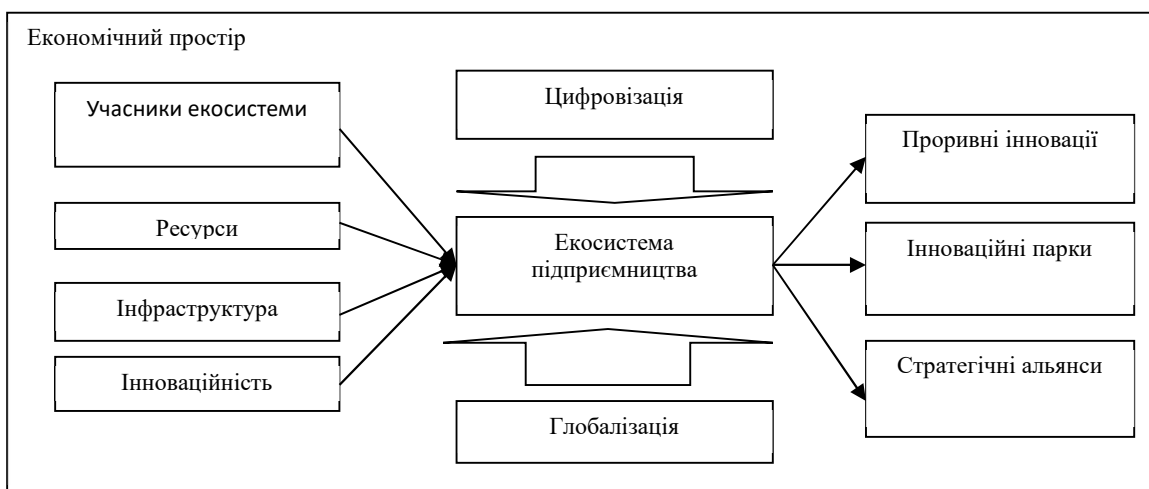 Економічний простір
Учасники екосистеми
Ресурси
Інфраструктура
Інноваційність
Цифровізація
Екосистема
підприємництва
Глобалізація
Проривні інновації
Інноваційні парки
Стратегічні альянси